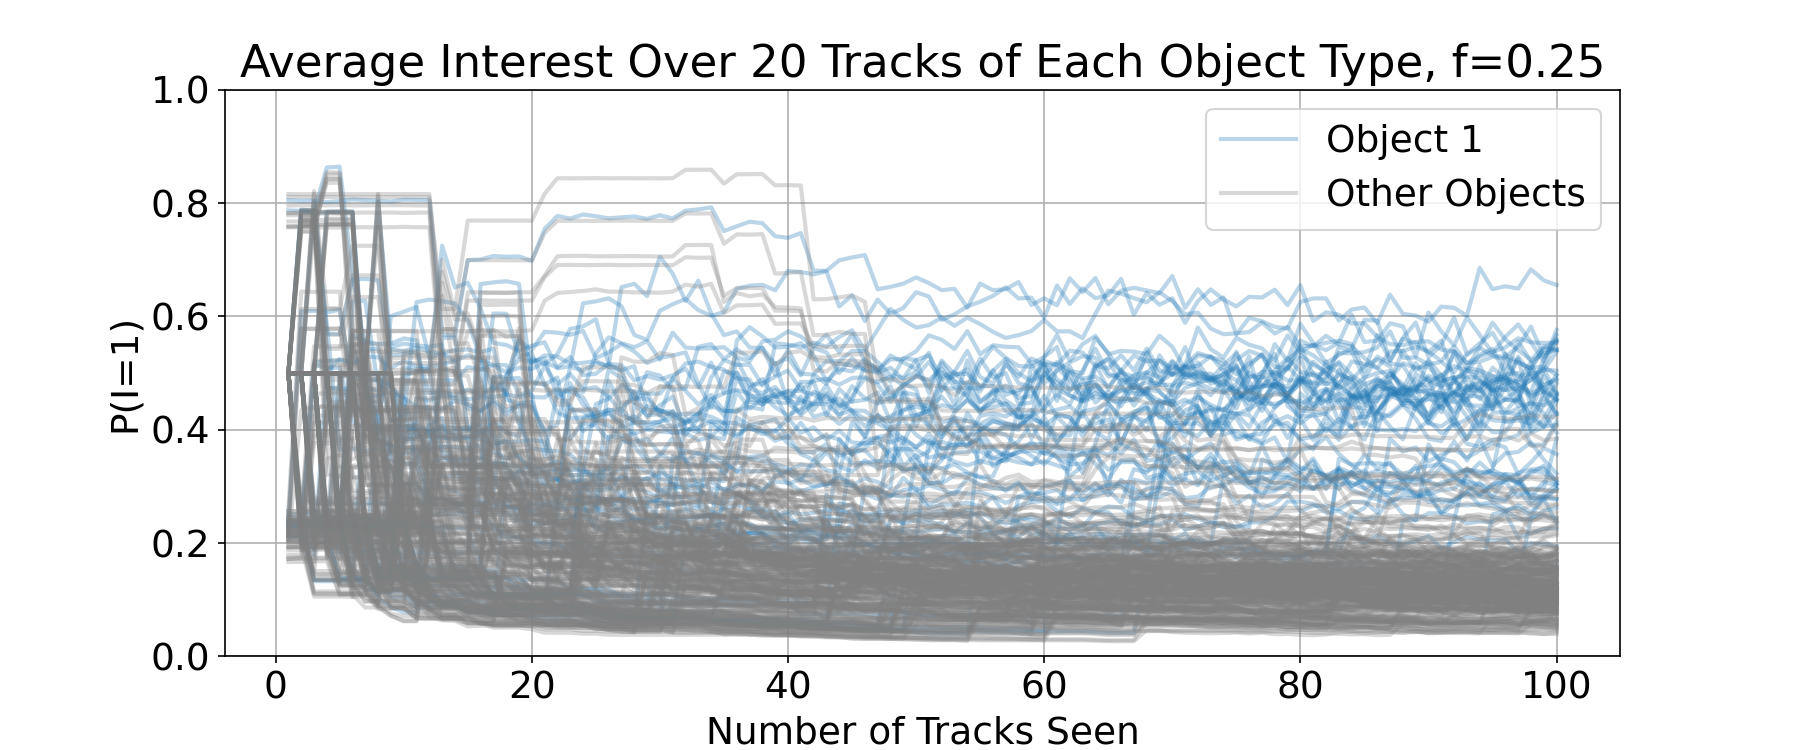 Average Interest Over 20 Tracks of Each Object Type, f=0.25
1.0
0.8
0.6
0.4
0.2
0.0
P(I=1)
Object 1
Other Objects
0 20 40 60 80 100
Number of Tracks Seen